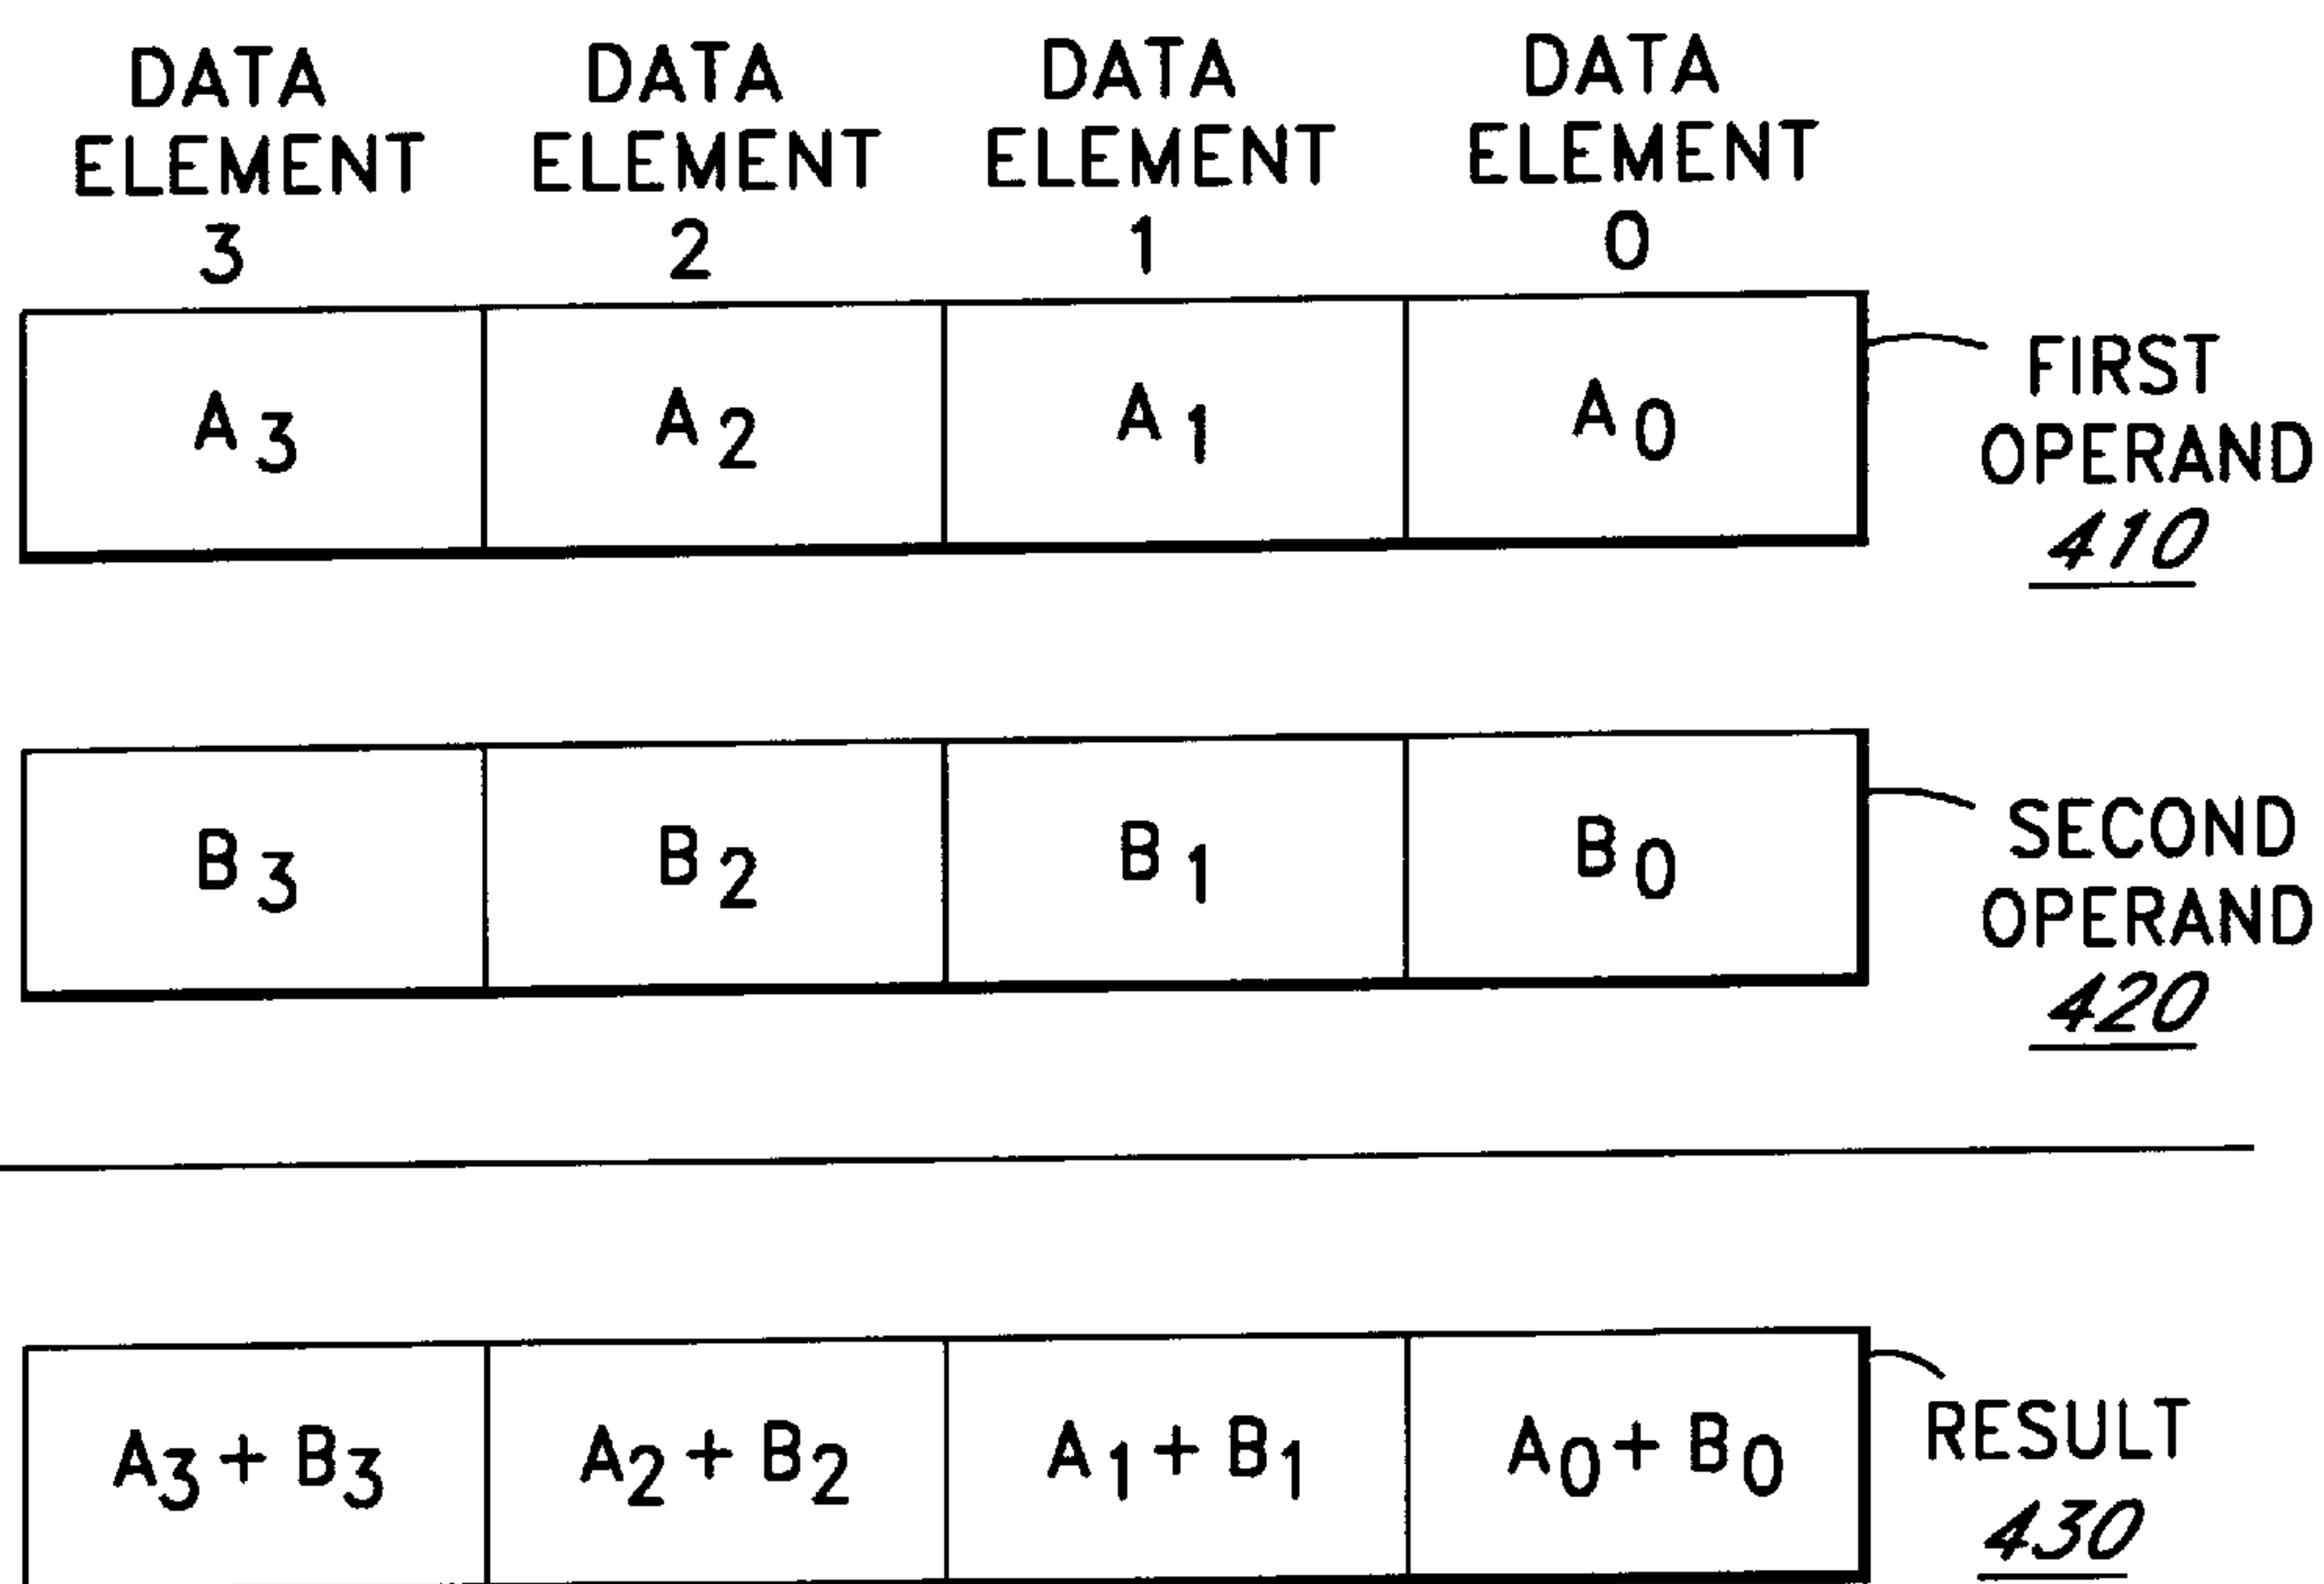 DATA ELEMENT 3
DATA ELEMENT 2
DATA ELEMENT 1
DATA ELEMENT 0
A3 A2 A1 A0
FIRST
OPERAND
410
B3 B2 B1 B0
SECOND
OPERAND
420
A3 + B3 A2 + B2 A1 + B1 A0 + B0
RESULT
430